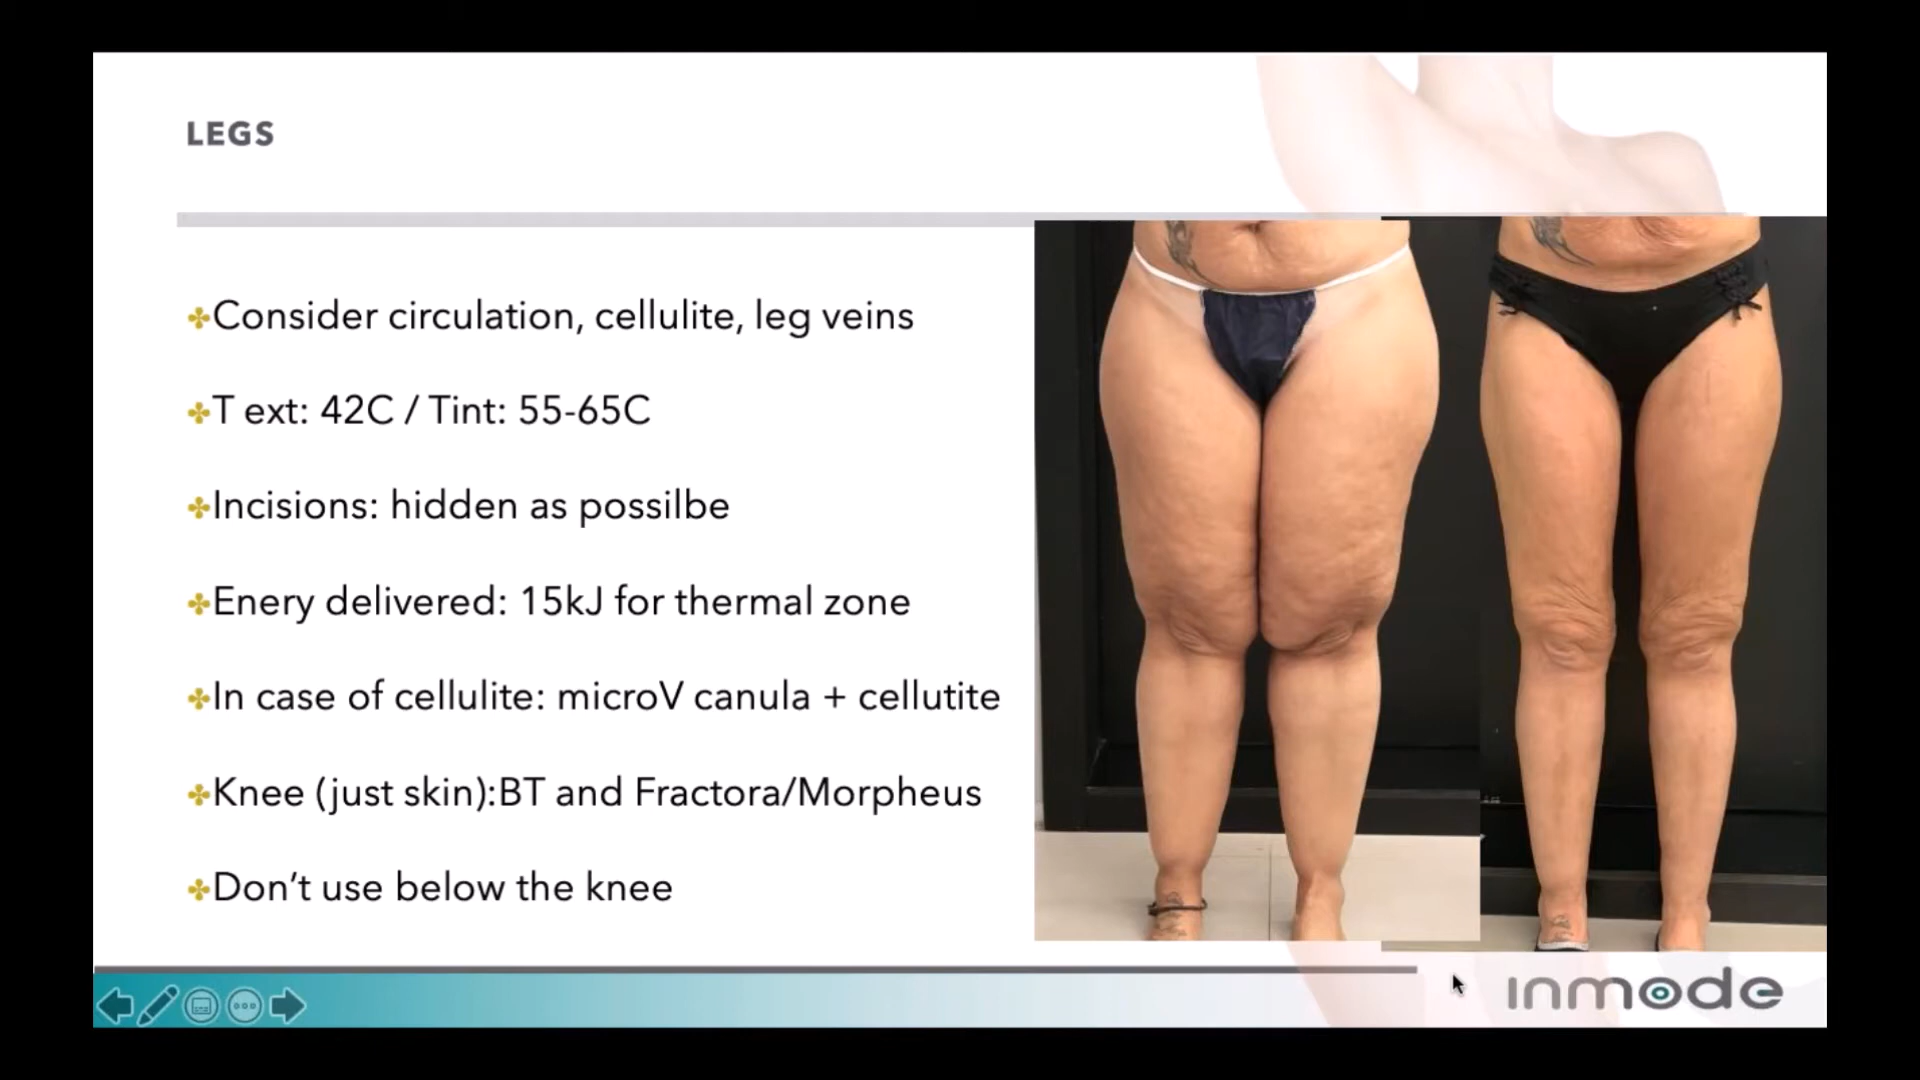 LEGS
Consider circulation, cellulite, leg veins
T ext: 42C / Tint: 55-65C
Incisions: hidden as possilbe
Enery delivered: 15kJ for thermal zone
In case of cellulite: microV canula + cellutite
Knee (just skin):BT and Fractora/Morpheus
Don't use below the knee
inmode